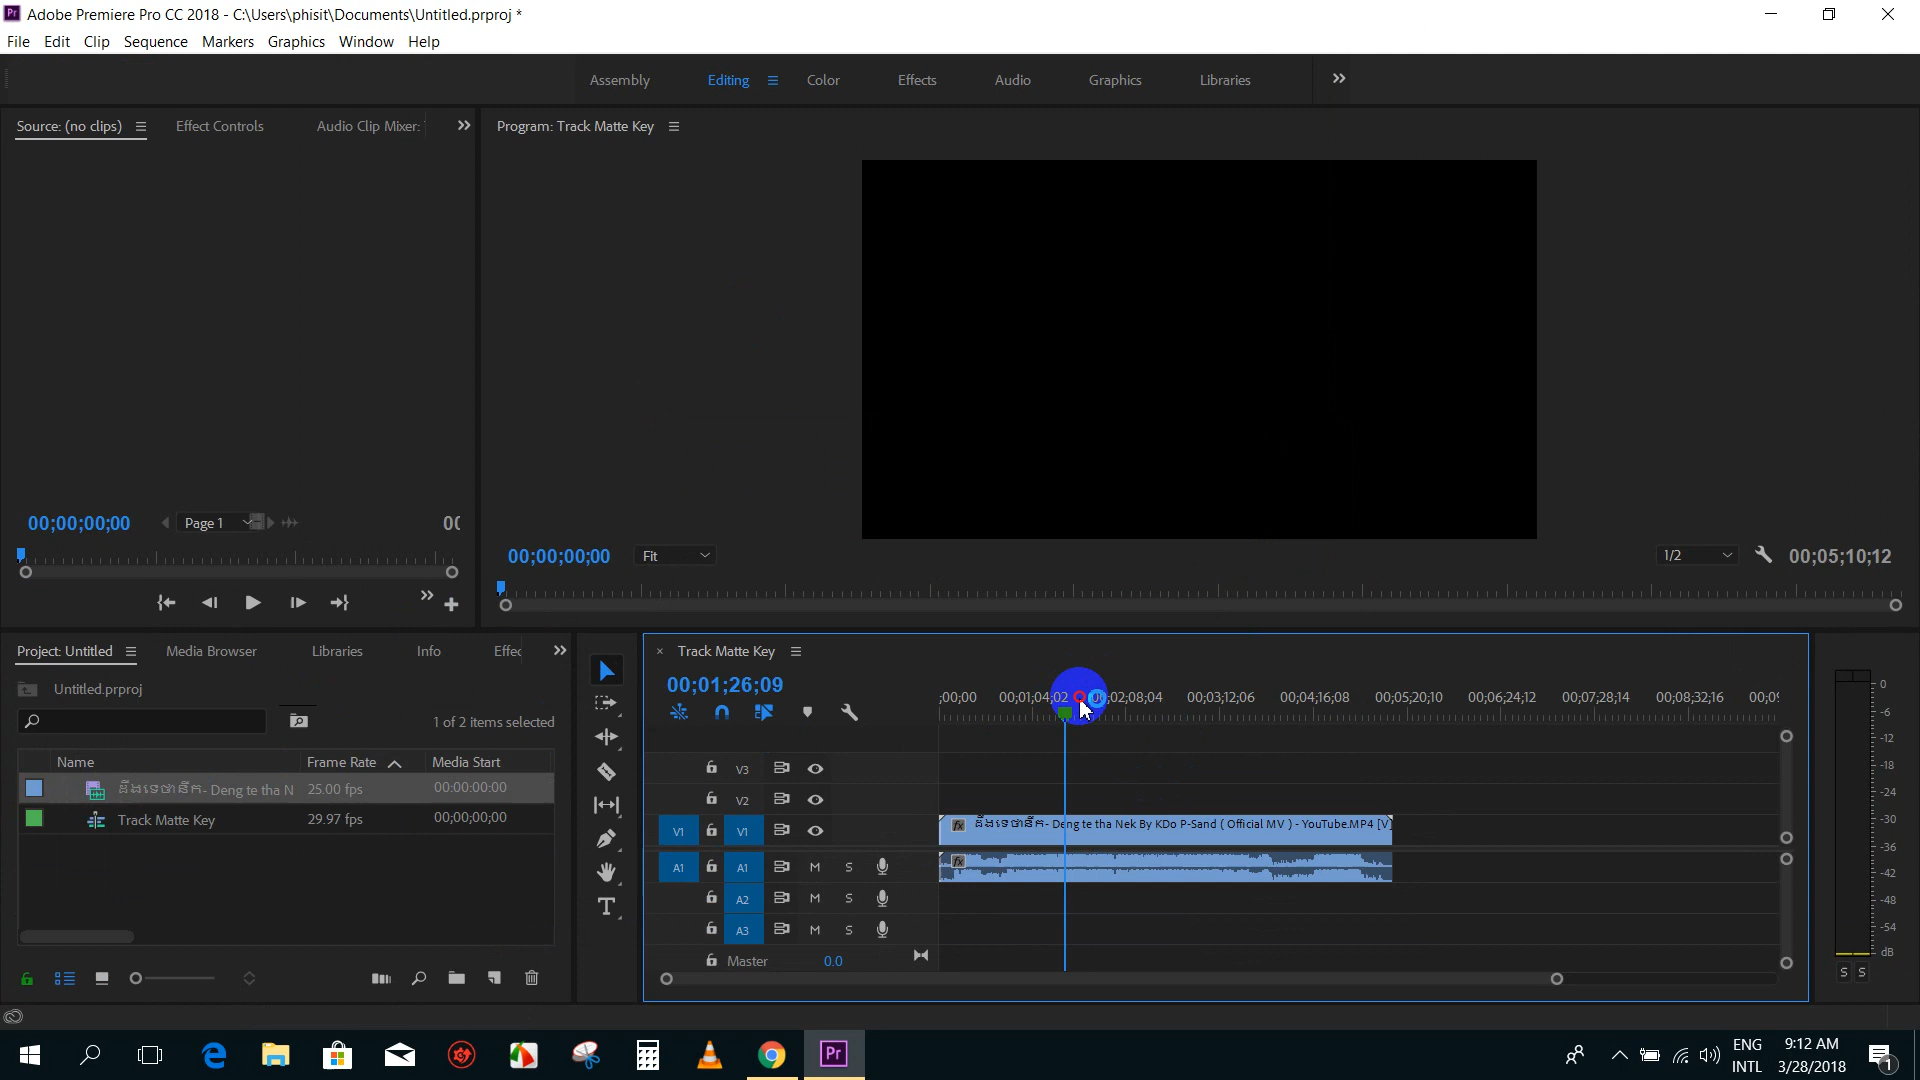 Adobe Premiere Pro CC 2018 - C:\Users\phisit\Documents\Untitled.prproj *
File Edit Clip Sequence Markers Graphics Window Help
Assembly Editing Color Effects Audio Graphics Libraries
Source: (no clips) Effect Controls Audio Clip Mixer:
Program: Track Matte Key
00;00;00;00 Page 1 00
00;00;00;00 Fit 1/2 00;05;10;12
Project: Untitled Media Browser Libraries Info Effec
Untitled.prproj
1 of 2 items selected
Name Frame Rate Media Start
ដឹងទេថានឹក- Deng te tha N 25.00 fps 00:00:00:00
Track Matte Key 29.97 fps 00;00;00;00
Track Matte Key
00;01;26;09
;00;00 00;01;04;02 00;02;08;04 00;03;12;06 00;04;16;08 00;05;20;10 00;06;24;12 00;07;28;14 00;08;32;16 00;09
V3
V2
V1 V1
fx ដឹងទេថានឹក- Deng te tha Nek By KDo P-Sand ( Official MV ) - YouTube.MP4 [V]
A1 A1 M S
fx
A2 M S
A3 M S
Master 0.0
0
-6
-12
-18
-24
-30
-36
-42
-48
-54
dB
S S
Pr
ENG
INTL
9:12 AM
3/28/2018
1